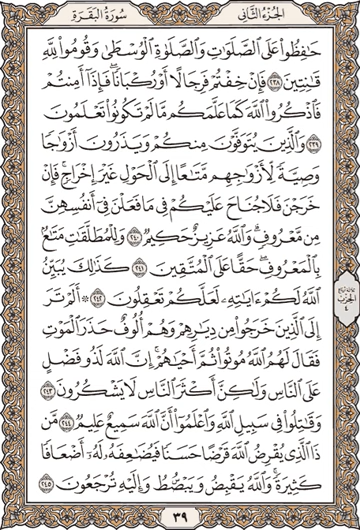 الجزء الثاني
سورة البقرة
حَٰفِظُوا۟ عَلَى ٱلصَّلَوَٰتِ وَٱلصَّلَوٰةِ ٱلْوُسْطَىٰ وَقُومُوا۟ لِلَّهِ
قَٰنِتِينَ ٢٣٨ فَإِنْ خِفْتُمْ فَرِجَالًا أَوْ رُكْبَانًا ۖ فَإِذَآ أَمِنتُمْ
فَٱذْكُرُوا۟ ٱللَّهَ كَمَا عَلَّمَكُم مَّا لَمْ تَكُونُوا۟ تَعْلَمُونَ
٢٣٩ وَٱلَّذِينَ يُتَوَفَّوْنَ مِنكُمْ وَيَذَرُونَ أَزْوَٰجًا
وَصِيَّةً لِّأَزْوَٰجِهِم مَّتَٰعًا إِلَى ٱلْحَوْلِ غَيْرَ إِخْرَاجٍ ۚ فَإِنْ
خَرَجْنَ فَلَا جُنَاحَ عَلَيْكُمْ فِى مَا فَعَلْنَ فِىٓ أَنفُسِهِنَّ
مِن مَّعْرُوفٍ ۗ وَٱللَّهُ عَزِيزٌ حَكِيمٌ ٢٤٠ وَلِلْمُطَلَّقَٰتِ مَتَٰعٌۢ
بِٱلْمَعْرُوفِ ۖ حَقًّا عَلَى ٱلْمُتَّقِينَ ٢٤١ كَذَٰلِكَ يُبَيِّنُ
ٱللَّهُ لَكُمْ ءَايَٰتِهِۦ لَعَلَّكُمْ تَعْقِلُونَ ٢٤٢ ۞ أَلَمْ تَرَ
إِلَى ٱلَّذِينَ خَرَجُوا۟ مِن دِيَٰرِهِمْ وَهُمْ أُلُوفٌ حَذَرَ ٱلْمَوْتِ
فَقَالَ لَهُمُ ٱللَّهُ مُوتُوا۟ ثُمَّ أَحْيَٰهُمْ ۚ إِنَّ ٱللَّهَ لَذُو فَضْلٍ
عَلَى ٱلنَّاسِ وَلَٰكِنَّ أَكْثَرَ ٱلنَّاسِ لَا يَشْكُرُونَ ٢٤٣
وَقَٰتِلُوا۟ فِى سَبِيلِ ٱللَّهِ وَٱعْلَمُوٓا۟ أَنَّ ٱللَّهَ سَمِيعٌ عَلِيمٌ ٢٤٤ مَّن
ذَا ٱلَّذِى يُقْرِضُ ٱللَّهَ قَرْضًا حَسَنًا فَيُضَٰعِفَهُۥ لَهُۥٓ أَضْعَافًا
كَثِيرَةً ۚ وَٱللَّهُ يَقْبِضُ وَيَبْصُۜطُ وَإِلَيْهِ تُرْجَعُونَ ٢٤٥
الحزب
٤
٣٩